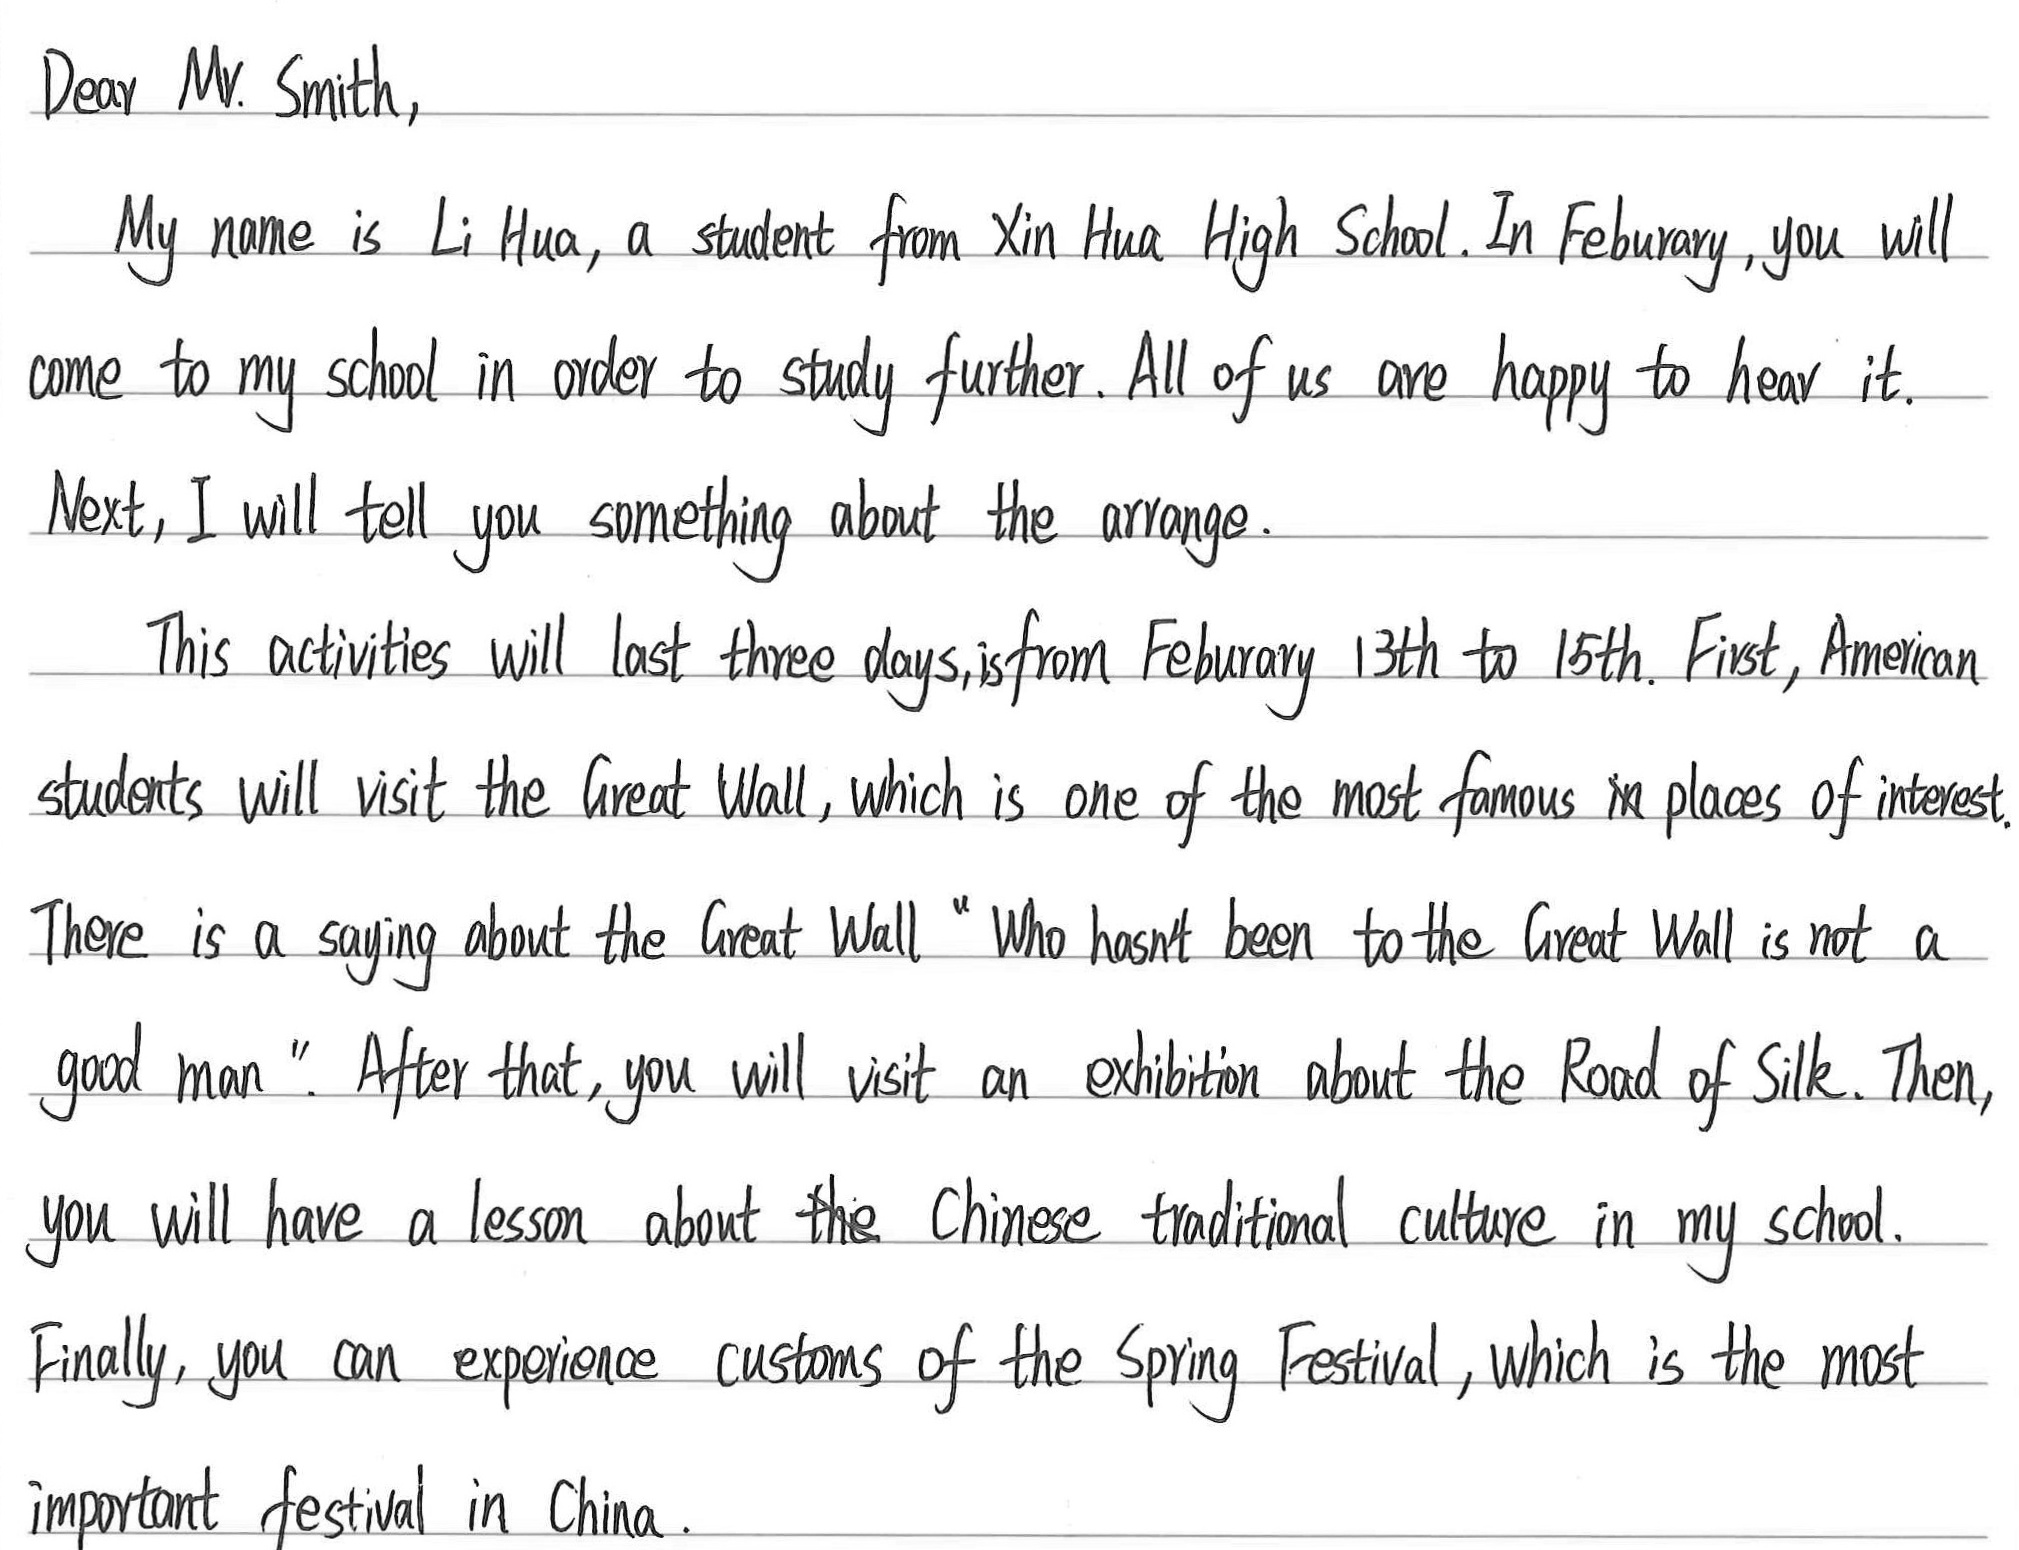 Dear Mr. Smith,
My name is Li Hua, a student from Xin Hua High School. In Feburary, you will
come to my school in order to study further. All of us are happy to hear it.
Next, I will tell you something about the arrange.
This activities will last three days, is from Feburary 13th to 15th. First, American
students will visit the Great Wall, which is one of the most famous places of interest.
There is a saying about the Great Wall "Who hasn't been to the Great Wall is not a
good man". After that, you will visit an exhibition about the Road of Silk. Then,
you will have a lesson about the Chinese traditional culture in my school.
Finally, you can experience customs of the Spring Festival, which is the most
important festival in China.